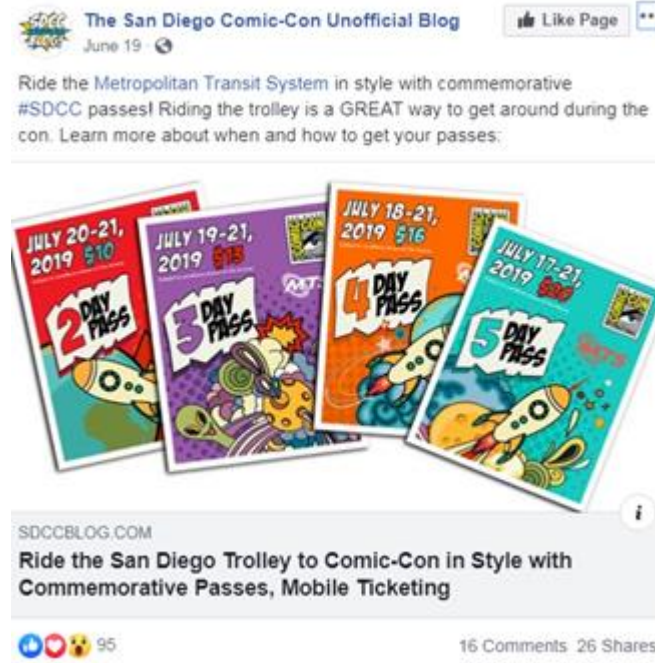 The San Diego Comic-Con Unofficial Blog
Like Page
June 19
Ride the Metropolitan Transit System in style with commemorative
#SDCC passes! Riding the trolley is a GREAT way to get around during the
con. Learn more about when and how to get your passes:
JULY 20-21,
2019 $10
2 DAY
PASS
JULY 19-21,
2019 $15
COMIC CON
MTS
3 DAY
PASS
JULY 18-21,
2019 $16
4 DAY
PASS
JULY 17-21,
2019
MTS
5 DAY
PASS
i
SDCCBLOG.COM
Ride the San Diego Trolley to Comic-Con in Style with
Commemorative Passes, Mobile Ticketing
95
16 Comments 26 Shares